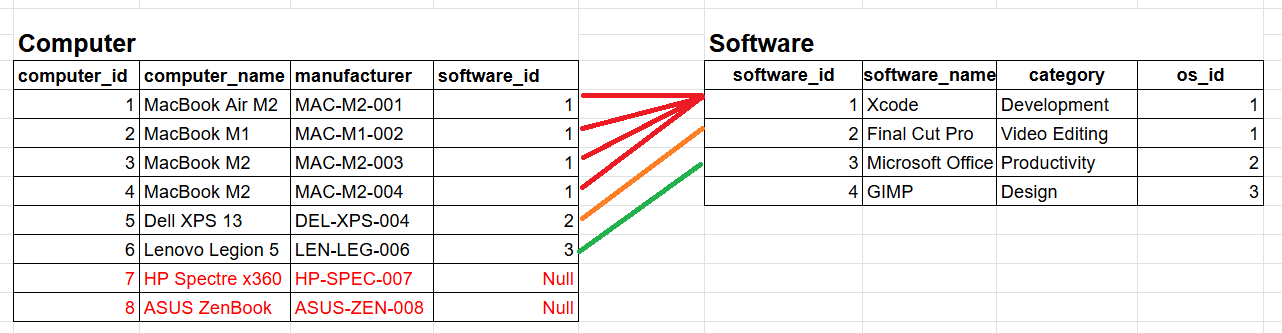 Computer
computer_id computer_name manufacturer software_id
1 MacBook Air M2 MAC-M2-001 1
2 MacBook M1 MAC-M1-002 1
3 MacBook M2 MAC-M2-003 1
4 MacBook M2 MAC-M2-004 1
5 Dell XPS 13 DEL-XPS-004 2
6 Lenovo Legion 5 LEN-LEG-006 3
7 HP Spectre x360 HP-SPEC-007 Null
8 ASUS ZenBook ASUS-ZEN-008 Null
Software
software_id software_name category os_id
1 Xcode Development 1
2 Final Cut Pro Video Editing 1
3 Microsoft Office Productivity 2
4 GIMP Design 3